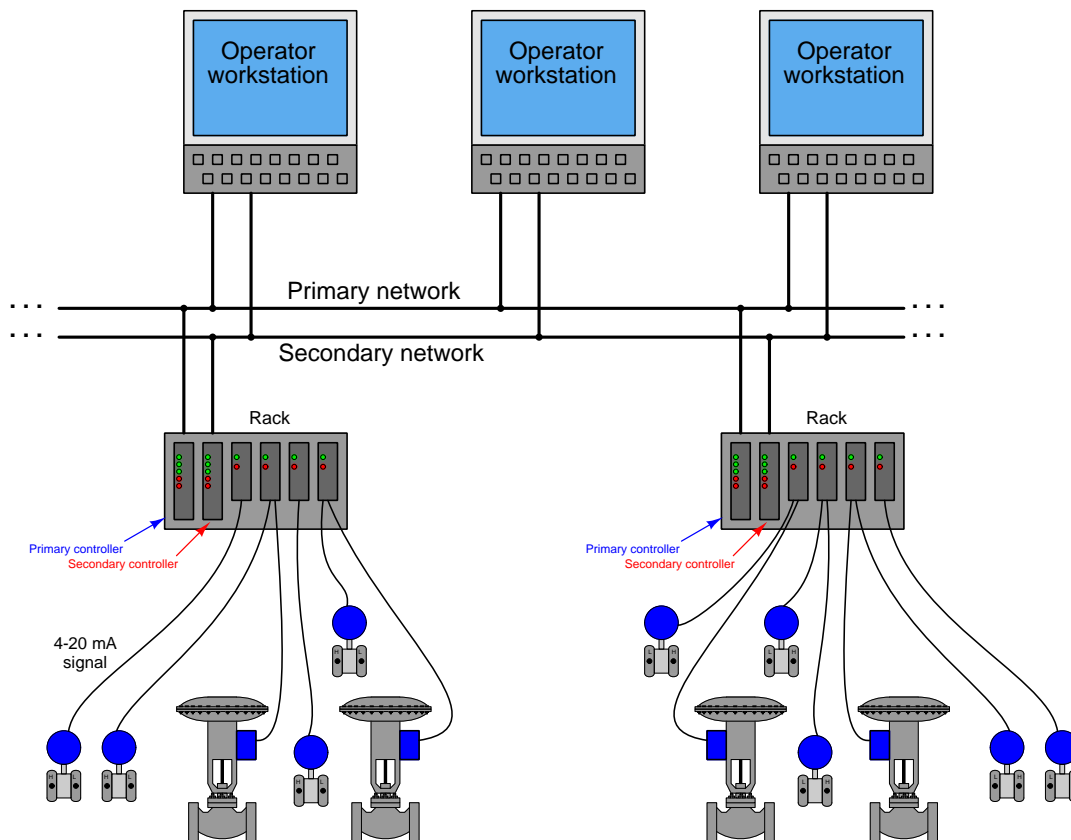 Operator
workstation
Operator
workstation
Operator
workstation
. . .
Primary network
. . .
. . .
Secondary network
. . .
Rack
Rack
Primary controller
Secondary controller
Primary controller
Secondary controller
4-20 mA
signal
L H
L H
H L
H L
H L
H L
L H
L H
L H